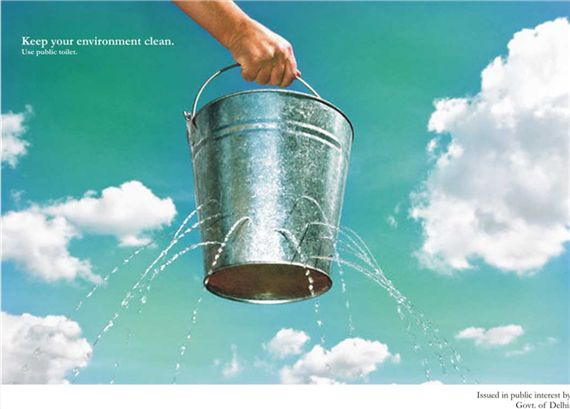 Keep your environment clean.
Use public toilet.
Issued in public interest by
Govt. of Delhi